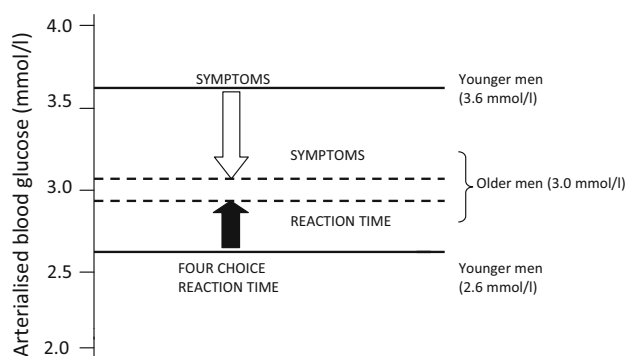 Arterialised blood glucose (mmol/l)
4.0
3.5
3.0
2.5
2.0
SYMPTOMS
Younger men
(3.6 mmol/l)
SYMPTOMS
Older men (3.0 mmol/l)
REACTION TIME
FOUR CHOICE
REACTION TIME
Younger men
(2.6 mmol/l)